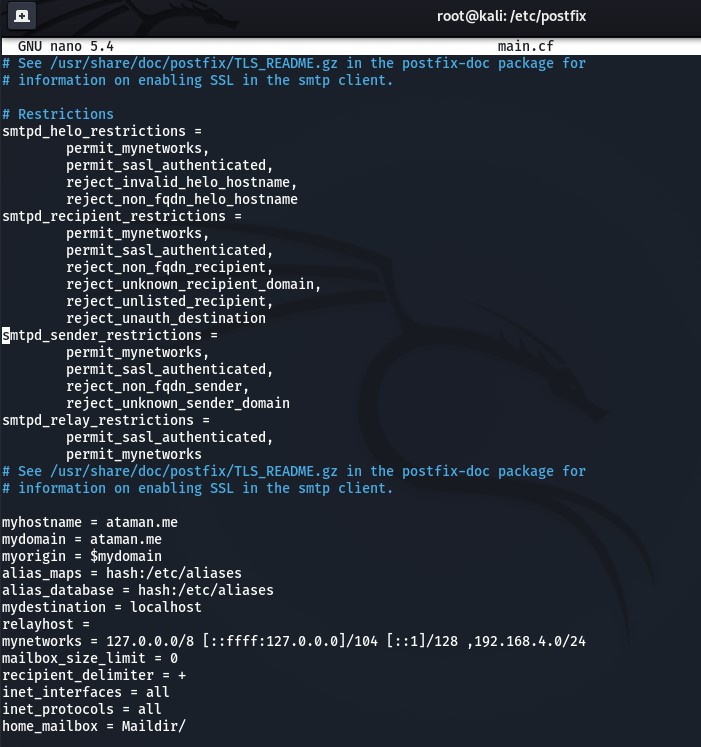 root@kali: /etc/postfix
GNU nano 5.4 main.cf
# See /usr/share/doc/postfix/TLS_README.gz in the postfix-doc package for
# information on enabling SSL in the smtp client.
# Restrictions
smtpd_helo_restrictions =
permit_mynetworks,
permit_sasl_authenticated,
reject_invalid_helo_hostname,
reject_non_fqdn_helo_hostname
smtpd_recipient_restrictions =
permit_mynetworks,
permit_sasl_authenticated,
reject_non_fqdn_recipient,
reject_unknown_recipient_domain,
reject_unlisted_recipient,
reject_unauth_destination
smtpd_sender_restrictions =
permit_mynetworks,
permit_sasl_authenticated,
reject_non_fqdn_sender,
reject_unknown_sender_domain
smtpd_relay_restrictions =
permit_sasl_authenticated,
permit_mynetworks
# See /usr/share/doc/postfix/TLS_README.gz in the postfix-doc package for
# information on enabling SSL in the smtp client.
myhostname = ataman.me
mydomain = ataman.me
myorigin = $mydomain
alias_maps = hash:/etc/aliases
alias_database = hash:/etc/aliases
mydestination = localhost
relayhost =
mynetworks = 127.0.0.0/8 [::ffff:127.0.0.0]/104 [::1]/128 ,192.168.4.0/24
mailbox_size_limit = 0
recipient_delimiter = +
inet_interfaces = all
inet_protocols = all
home_mailbox = Maildir/